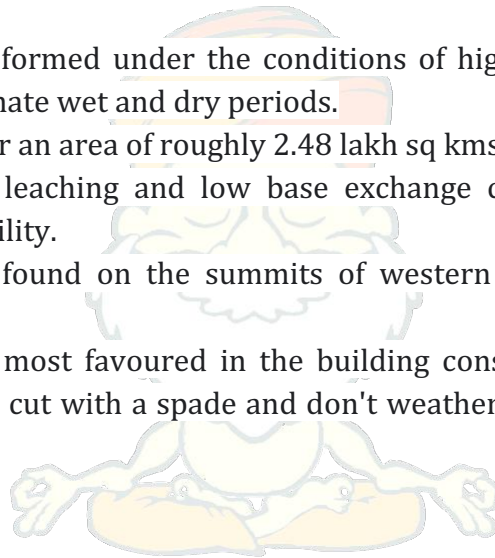 formed under the conditions of hig
nate wet and dry periods.
r an area of roughly 2.48 lakh sq kms
leaching and low base exchange
ility.
found on the summits of western
most favoured in the building cons
cut with a spade and don't weather